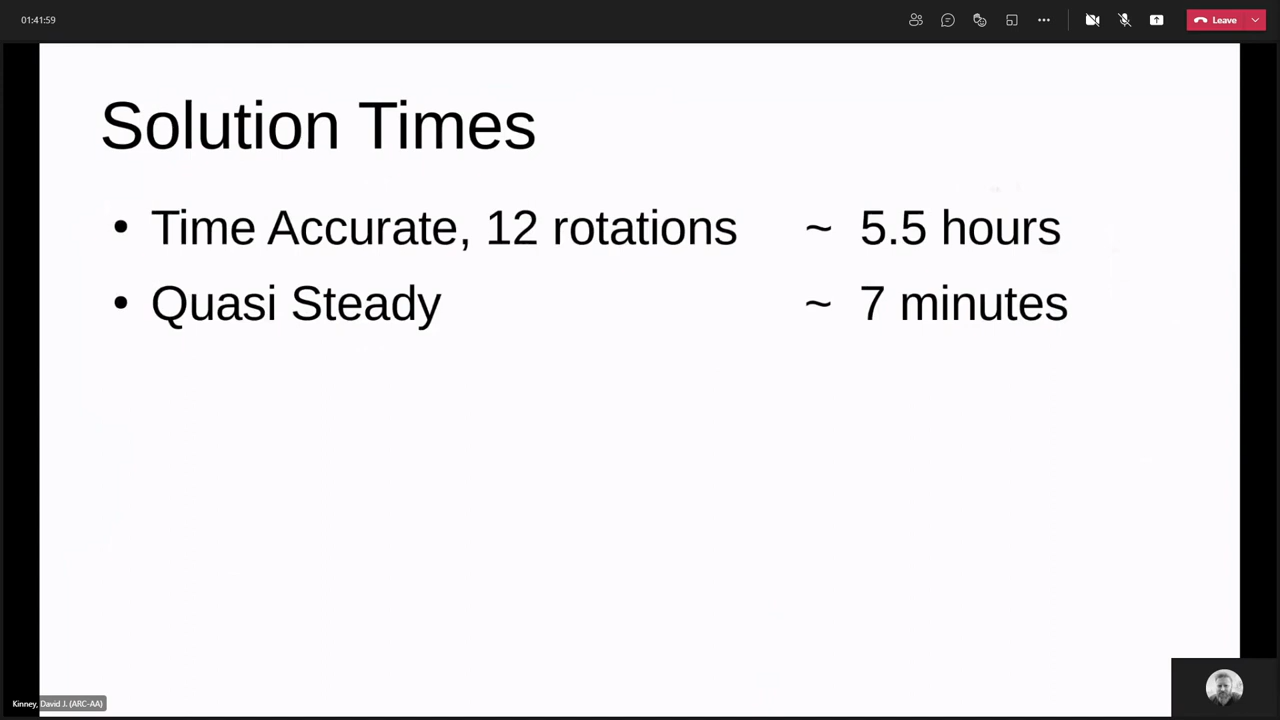 01:41:59
Leave
Solution Times
• Time Accurate, 12 rotations ~ 5.5 hours
• Quasi Steady ~ 7 minutes
Kinney, David J. (ARC-AA)